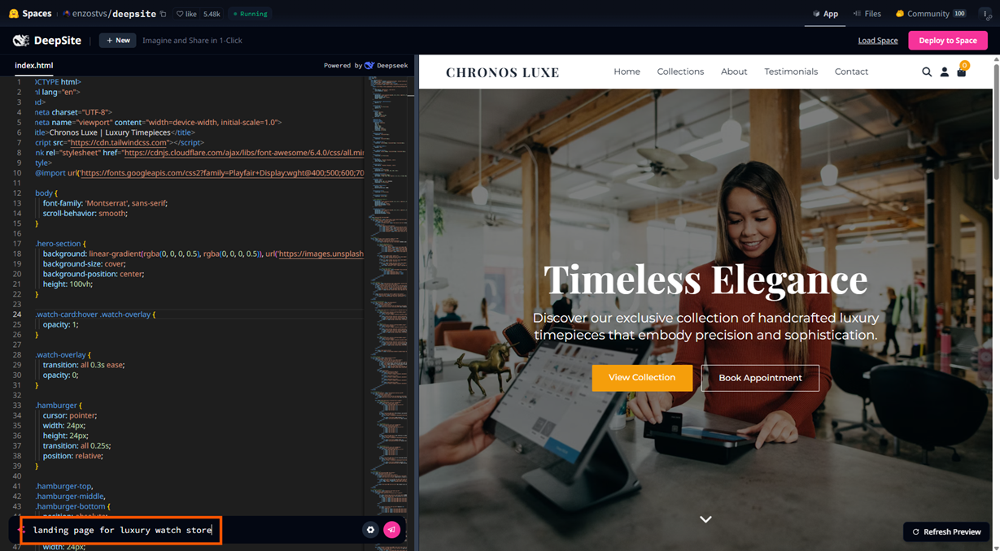 Spaces enzostvs/deepsite like 5.48k Running App Files Community 100
DeepSite + New Imagine and Share in 1-Click Load Space Deploy to Space
index.html Powered by Deepseek
1 OCTYPE html>
2 ml lang="en">
3 ad>
4 meta charset="UTF-8">
5 meta name="viewport" content="width=device-width, initial-scale=1.0">
6 title>Chronos Luxe | Luxury Timepieces</title>
7 cript src="https://cdn.tailwindcss.com"></script>
8 nk rel="stylesheet" href="https://cdnjs.cloudflare.com/ajax/libs/font-awesome/6.4.0/css/all.mi
9 tyle>
10 @import url('https://fonts.googleapis.com/css2?family=Playfair+Display:wght@400;500;600;70
11
12 body {
13 font-family: 'Montserrat', sans-serif;
14 scroll-behavior: smooth;
15 }
16
17 .hero-section {
18 background: linear-gradient(rgba(0, 0, 0, 0.5), rgba(0, 0, 0, 0.5)), url('https://images.unsplash
19 background-size: cover;
20 background-position: center;
21 height: 100vh;
22 }
23
24 .watch-card:hover .watch-overlay {
25 opacity: 1;
26 }
27
28 .watch-overlay {
29 transition: all 0.3s ease;
30 opacity: 0;
31 }
32
33 .hamburger {
34 cursor: pointer;
35 width: 24px;
36 height: 24px;
37 transition: all 0.25s;
38 position: relative;
39 }
40
41 .hamburger-top,
42 .hamburger-middle,
43 .hamburger-bottom {
44 position: absolute;
landing page for luxury watch store
47 width: 24px;
CHRONOS LUXE Home Collections About Testimonials Contact 0
Timeless Elegance
Discover our exclusive collection of handcrafted luxury
timepieces that embody precision and sophistication.
View Collection Book Appointment
Refresh Preview